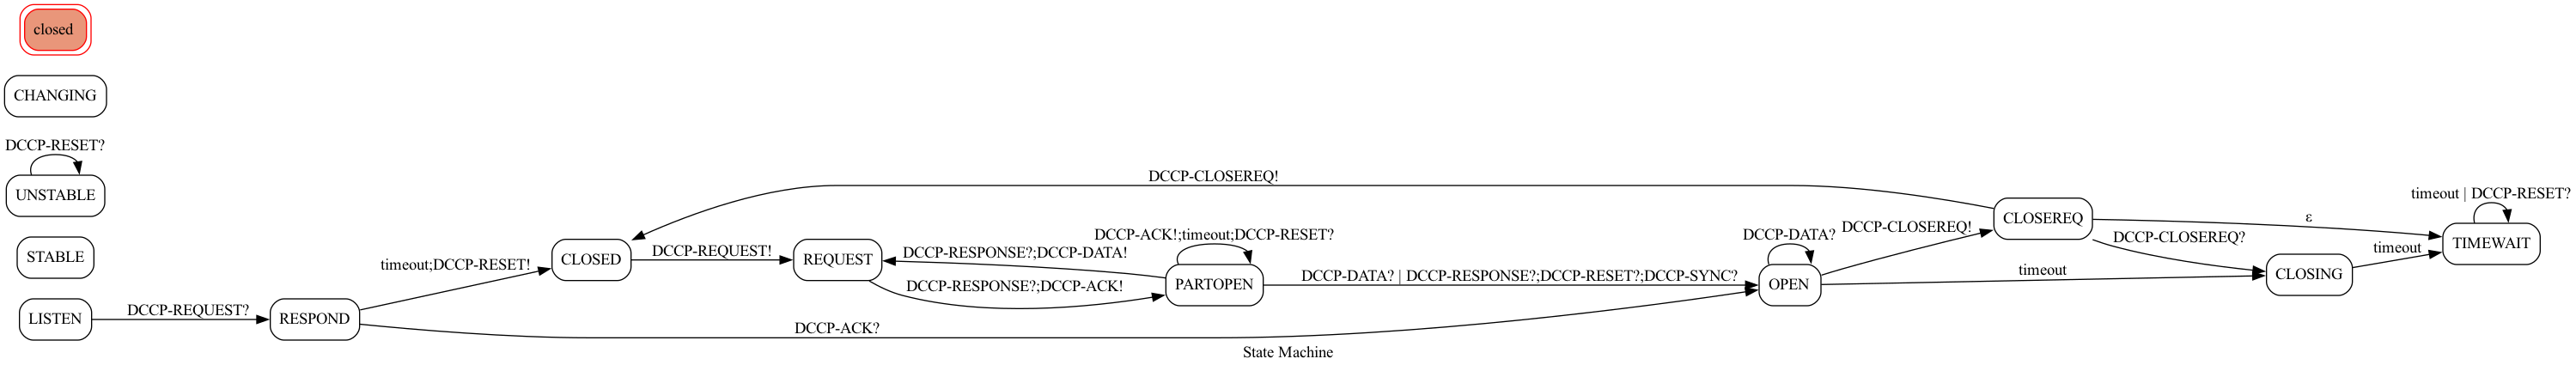 closed
CHANGING
DCCP-RESET?
UNSTABLE
STABLE
LISTEN
DCCP-REQUEST?
RESPOND
timeout;DCCP-RESET!
DCCP-ACK?
CLOSED
DCCP-REQUEST!
REQUEST
DCCP-CLOSEREQ!
DCCP-ACK!;timeout;DCCP-RESET?
DCCP-RESPONSE?;DCCP-DATA!
DCCP-RESPONSE?;DCCP-ACK!
PARTOPEN
DCCP-DATA? | DCCP-RESPONSE?;DCCP-RESET?;DCCP-SYNC?
DCCP-DATA?
OPEN
DCCP-CLOSEREQ!
timeout
CLOSEREQ
ε
DCCP-CLOSEREQ?
CLOSING
timeout
timeout | DCCP-RESET?
TIMEWAIT
State Machine